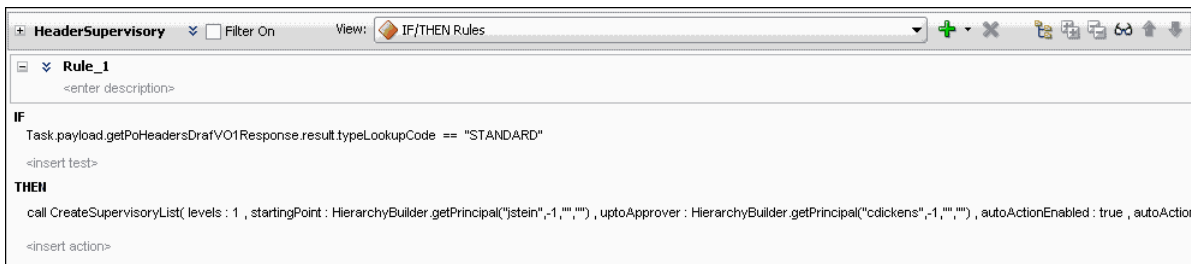 HeaderSupervisory Filter On View: IF/THEN Rules
Rule_1
<enter description>
IF
Task.payload.getPoHeadersDrafVO1Response.result.typeLookupCode == "STANDARD"
<insert test>
THEN
call CreateSupervisoryList( levels : 1 , startingPoint : HierarchyBuilder.getPrincipal("jstein",-1,"","") , uptoApprover : HierarchyBuilder.getPrincipal("cdickens",-1,"","") , autoActionEnabled : true , autoAction
<insert action>